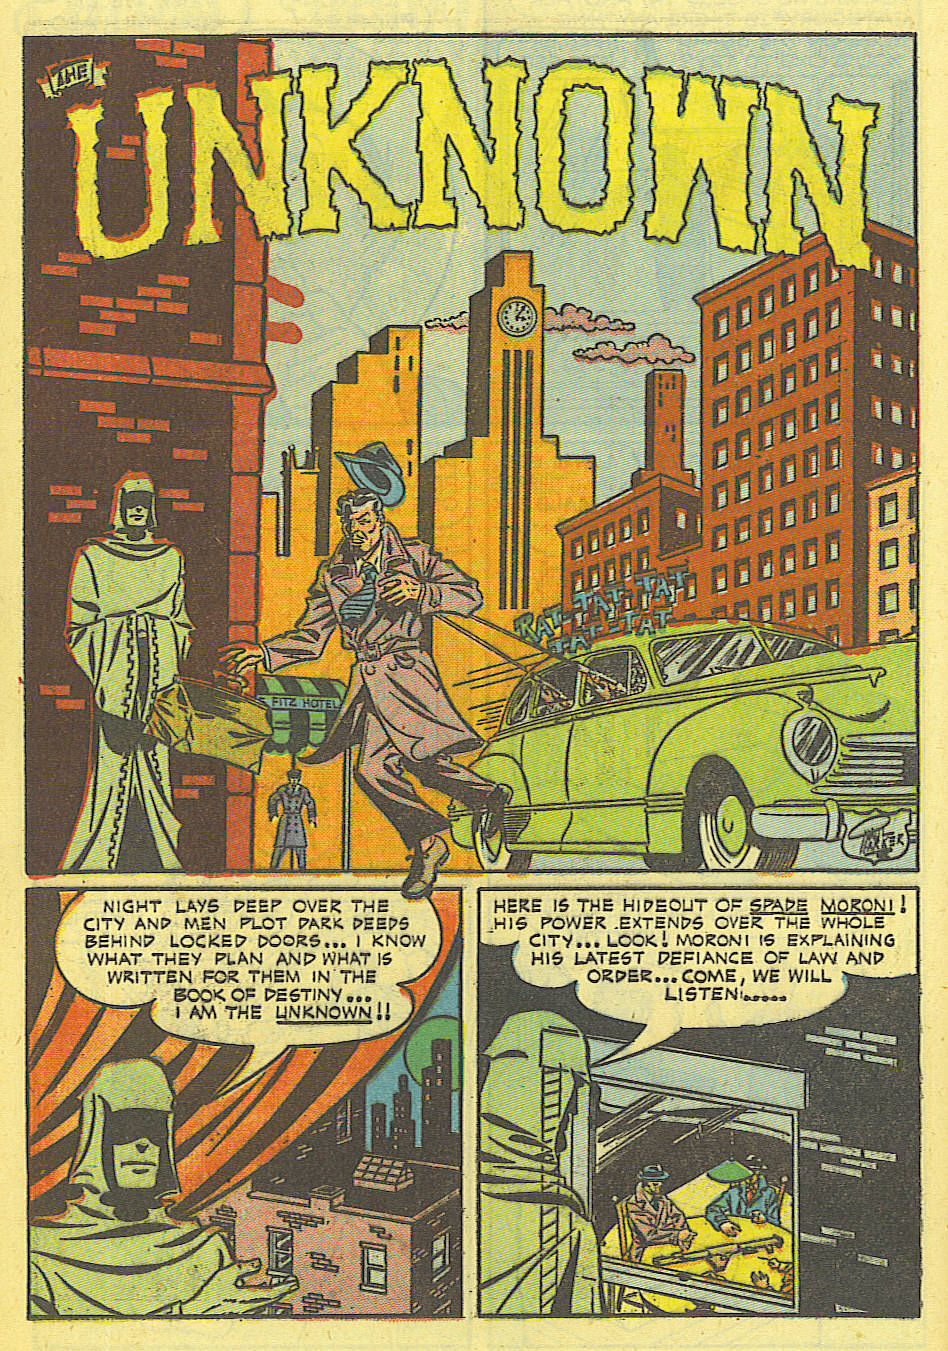 THE
UNKNOWN
RAT-TAT-TAT
TAT TAT
FITZ HOTEL
PARKER
NIGHT LAYS DEEP OVER THE
CITY AND MEN PLOT DARK DEEDS
BEHIND LOCKED DOORS... I KNOW
WHAT THEY PLAN AND WHAT IS
WRITTEN FOR THEM IN THE
BOOK OF DESTINY...
I AM THE UNKNOWN!!
HERE IS THE HIDEOUT OF SPADE MORONI!
HIS POWER EXTENDS OVER THE WHOLE
CITY... LOOK! MORONI IS EXPLAINING
HIS LATEST DEFIANCE OF LAW AND
ORDER... COME, WE WILL
LISTEN.....